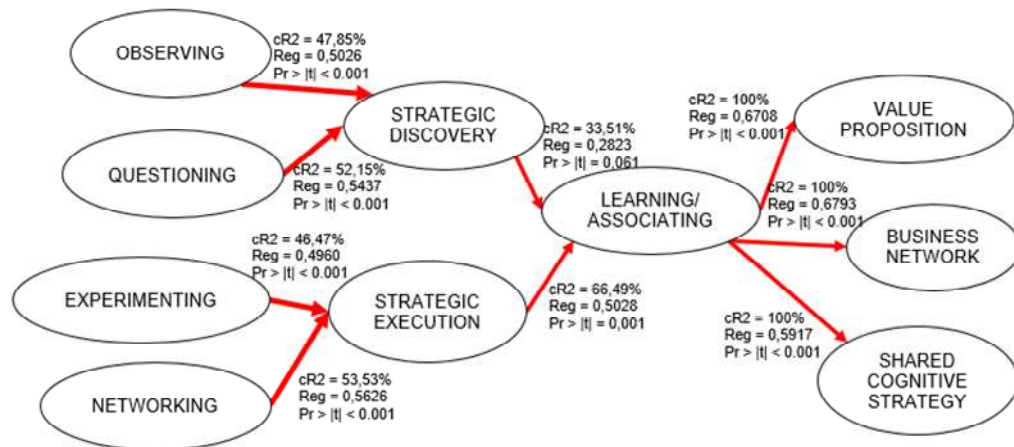 OBSERVING
cR2 = 47,85%
Reg = 0,5026
Pr > |t| < 0.001
QUESTIONING
cR2 = 52,15%
Reg = 0,5437
Pr > |t| < 0.001
STRATEGIC
DISCOVERY
cR2 = 33,51%
Reg = 0,2823
Pr > |t| = 0,061
EXPERIMENTING
cR2 = 46,47%
Reg = 0,4960
Pr > |t| < 0.001
NETWORKING
cR2 = 53,53%
Reg = 0,5626
Pr > |t| < 0.001
STRATEGIC
EXECUTION
cR2 = 66,49%
Reg = 0,5028
Pr > |t| = 0,001
LEARNING/
ASSOCIATING
cR2 = 100%
Reg = 0,6708
Pr > |t| < 0.001
VALUE
PROPOSITION
cR2 = 100%
Reg = 0,6793
Pr > |t| < 0.001
BUSINESS
NETWORK
cR2 = 100%
Reg = 0,5917
Pr > |t| < 0.001
SHARED
COGNITIVE
STRATEGY